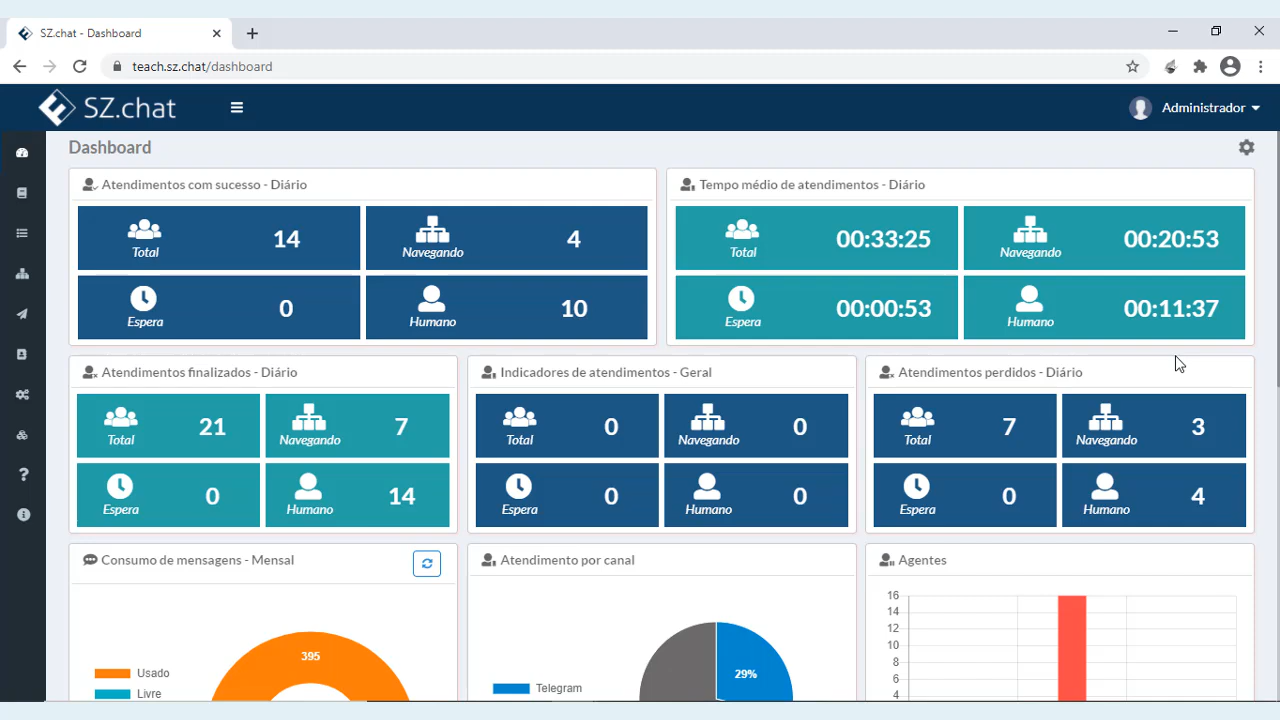 SZ.chat - Dashboard
teach.sz.chat/dashboard
SZ.chat
Administrador
Dashboard
Atendimentos com sucesso - Diário
Total 14
Navegando 4
Espera 0
Humano 10
Tempo médio de atendimentos - Diário
Total 00:33:25
Navegando 00:20:53
Espera 00:00:53
Humano 00:11:37
Atendimentos finalizados - Diário
Total 21
Navegando 7
Espera 0
Humano 14
Indicadores de atendimentos - Geral
Total 0
Navegando 0
Espera 0
Humano 0
Atendimentos perdidos - Diário
Total 7
Navegando 3
Espera 0
Humano 4
Consumo de mensagens - Mensal
395
Usado
Livre
Atendimento por canal
29%
Telegram
Agentes
16
14
12
10
8
6
4